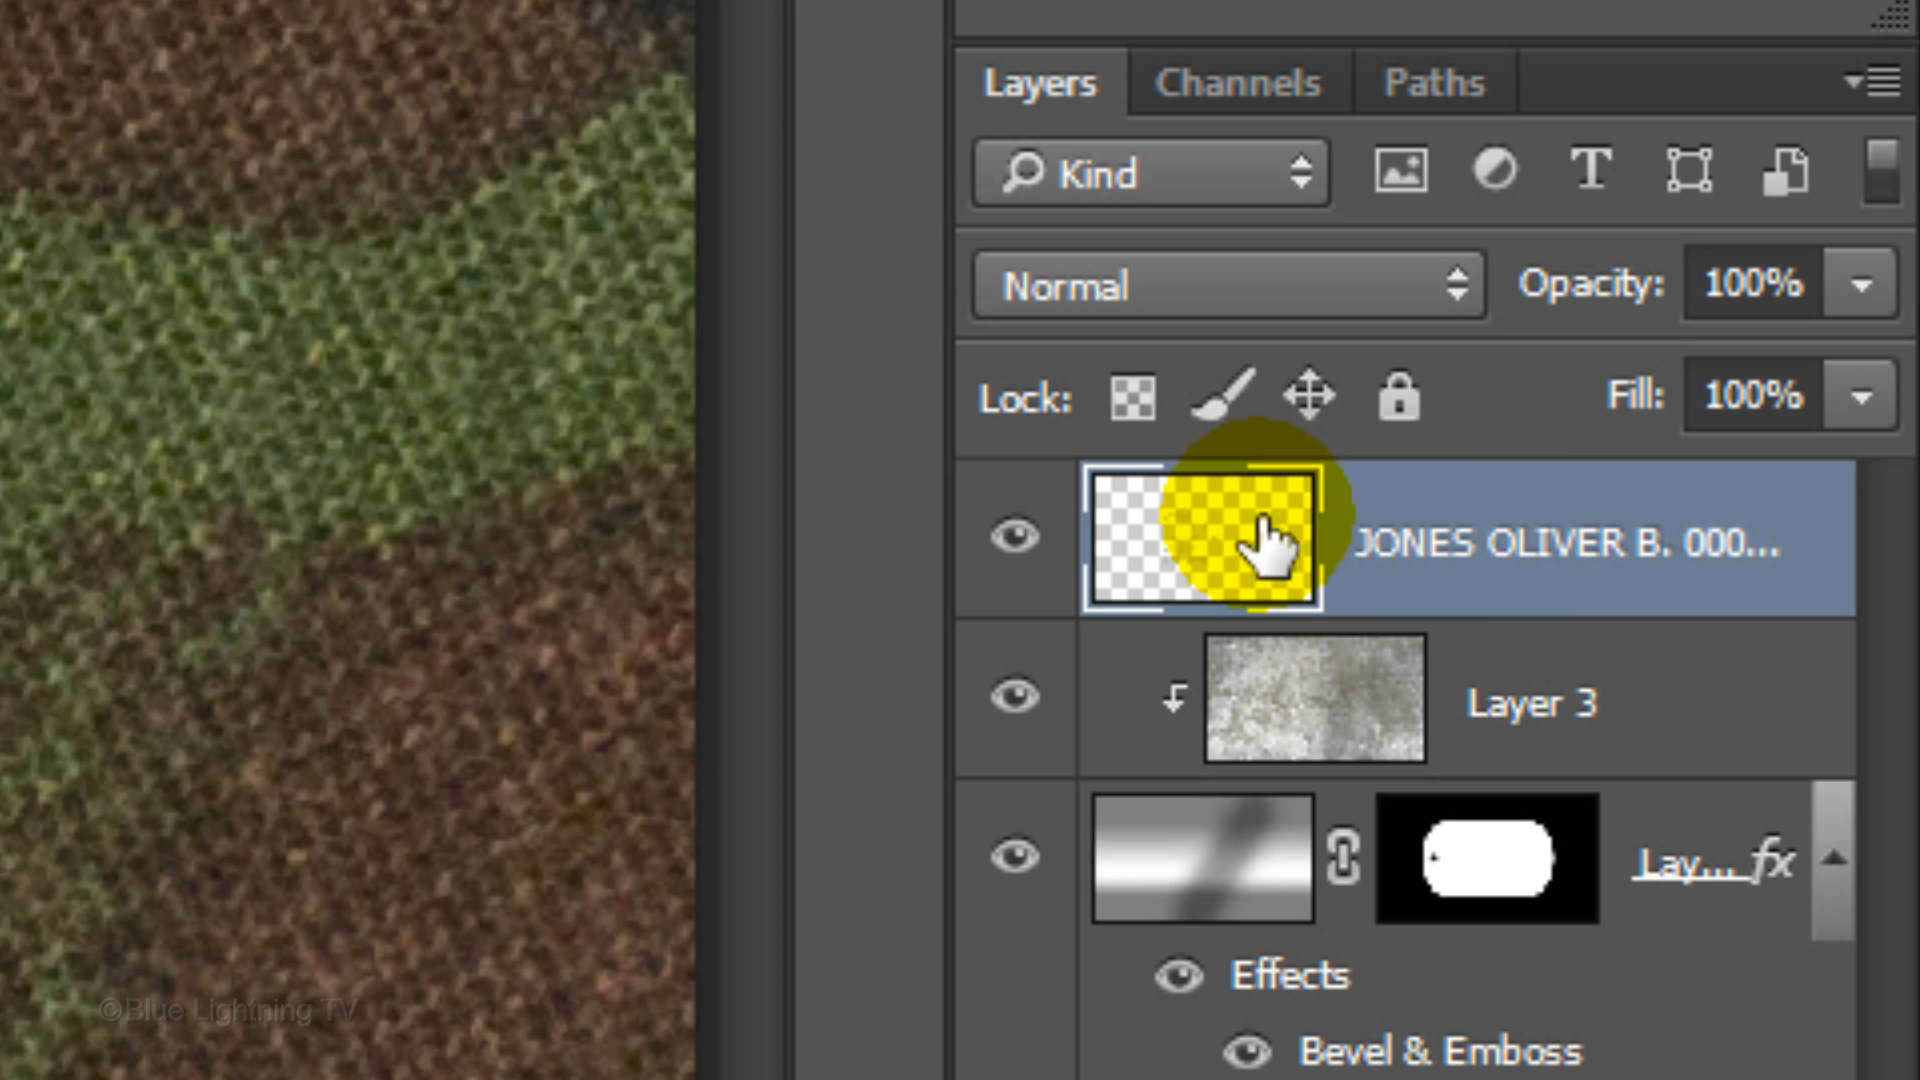 Layers Channels Paths
Kind T
Normal Opacity: 100%
Lock: Fill: 100%
JONES OLIVER B. 000...
Layer 3
Lay... fx
Effects
Bevel & Emboss
©Blue Lightning TV